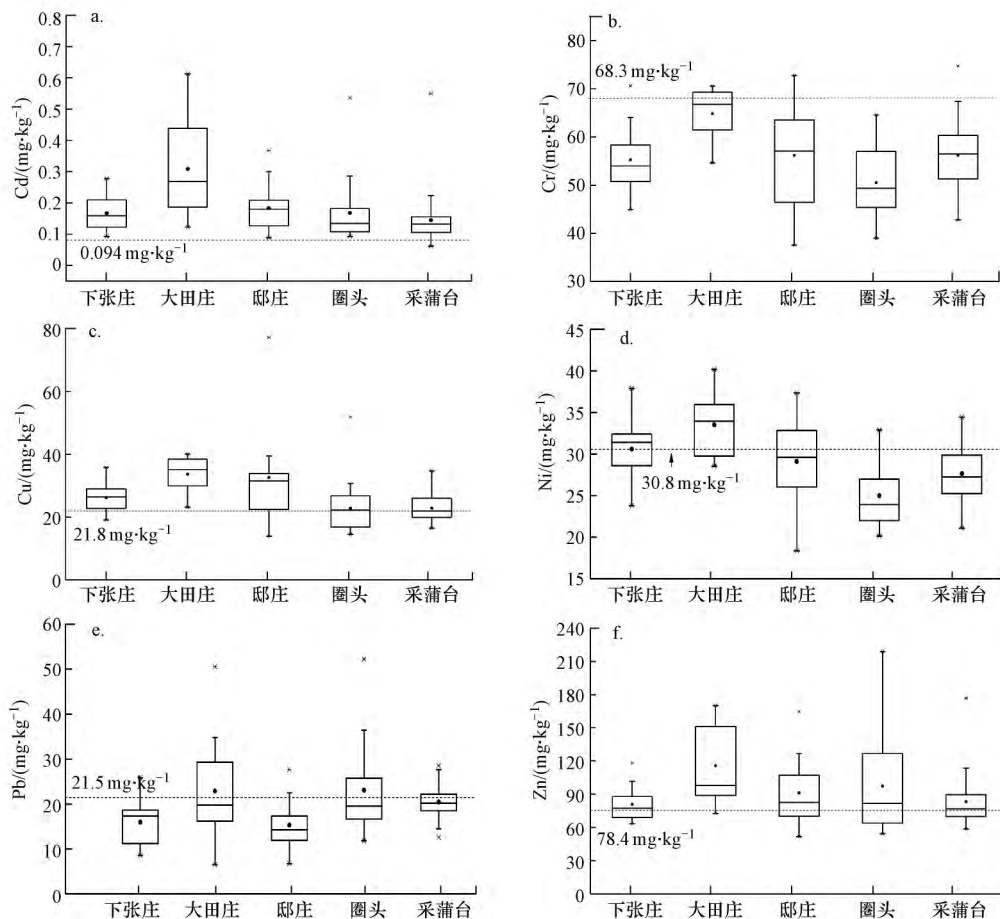 a.
Cd/(mg·kg⁻¹)
0.8
0.7
0.6
0.5
0.4
0.3
0.2
0.1
0
0.094 mg·kg⁻¹
下张庄 大田庄 邸庄 圈头 采蒲台
b.
Cr/(mg·kg⁻¹)
80
70
60
50
40
30
68.3 mg·kg⁻¹
下张庄 大田庄 邸庄 圈头 采蒲台
c.
Cu/(mg·kg⁻¹)
80
60
40
20
0
21.8 mg·kg⁻¹
下张庄 大田庄 邸庄 圈头 采蒲台
d.
Ni/(mg·kg⁻¹)
45
40
35
30
25
20
15
30.8 mg·kg⁻¹
下张庄 大田庄 邸庄 圈头 采蒲台
e.
Pb/(mg·kg⁻¹)
60
50
40
30
20
10
0
21.5 mg·kg⁻¹
下张庄 大田庄 邸庄 圈头 采蒲台
f.
Zn/(mg·kg⁻¹)
240
210
180
150
120
90
60
30
0
78.4 mg·kg⁻¹
下张庄 大田庄 邸庄 圈头 采蒲台